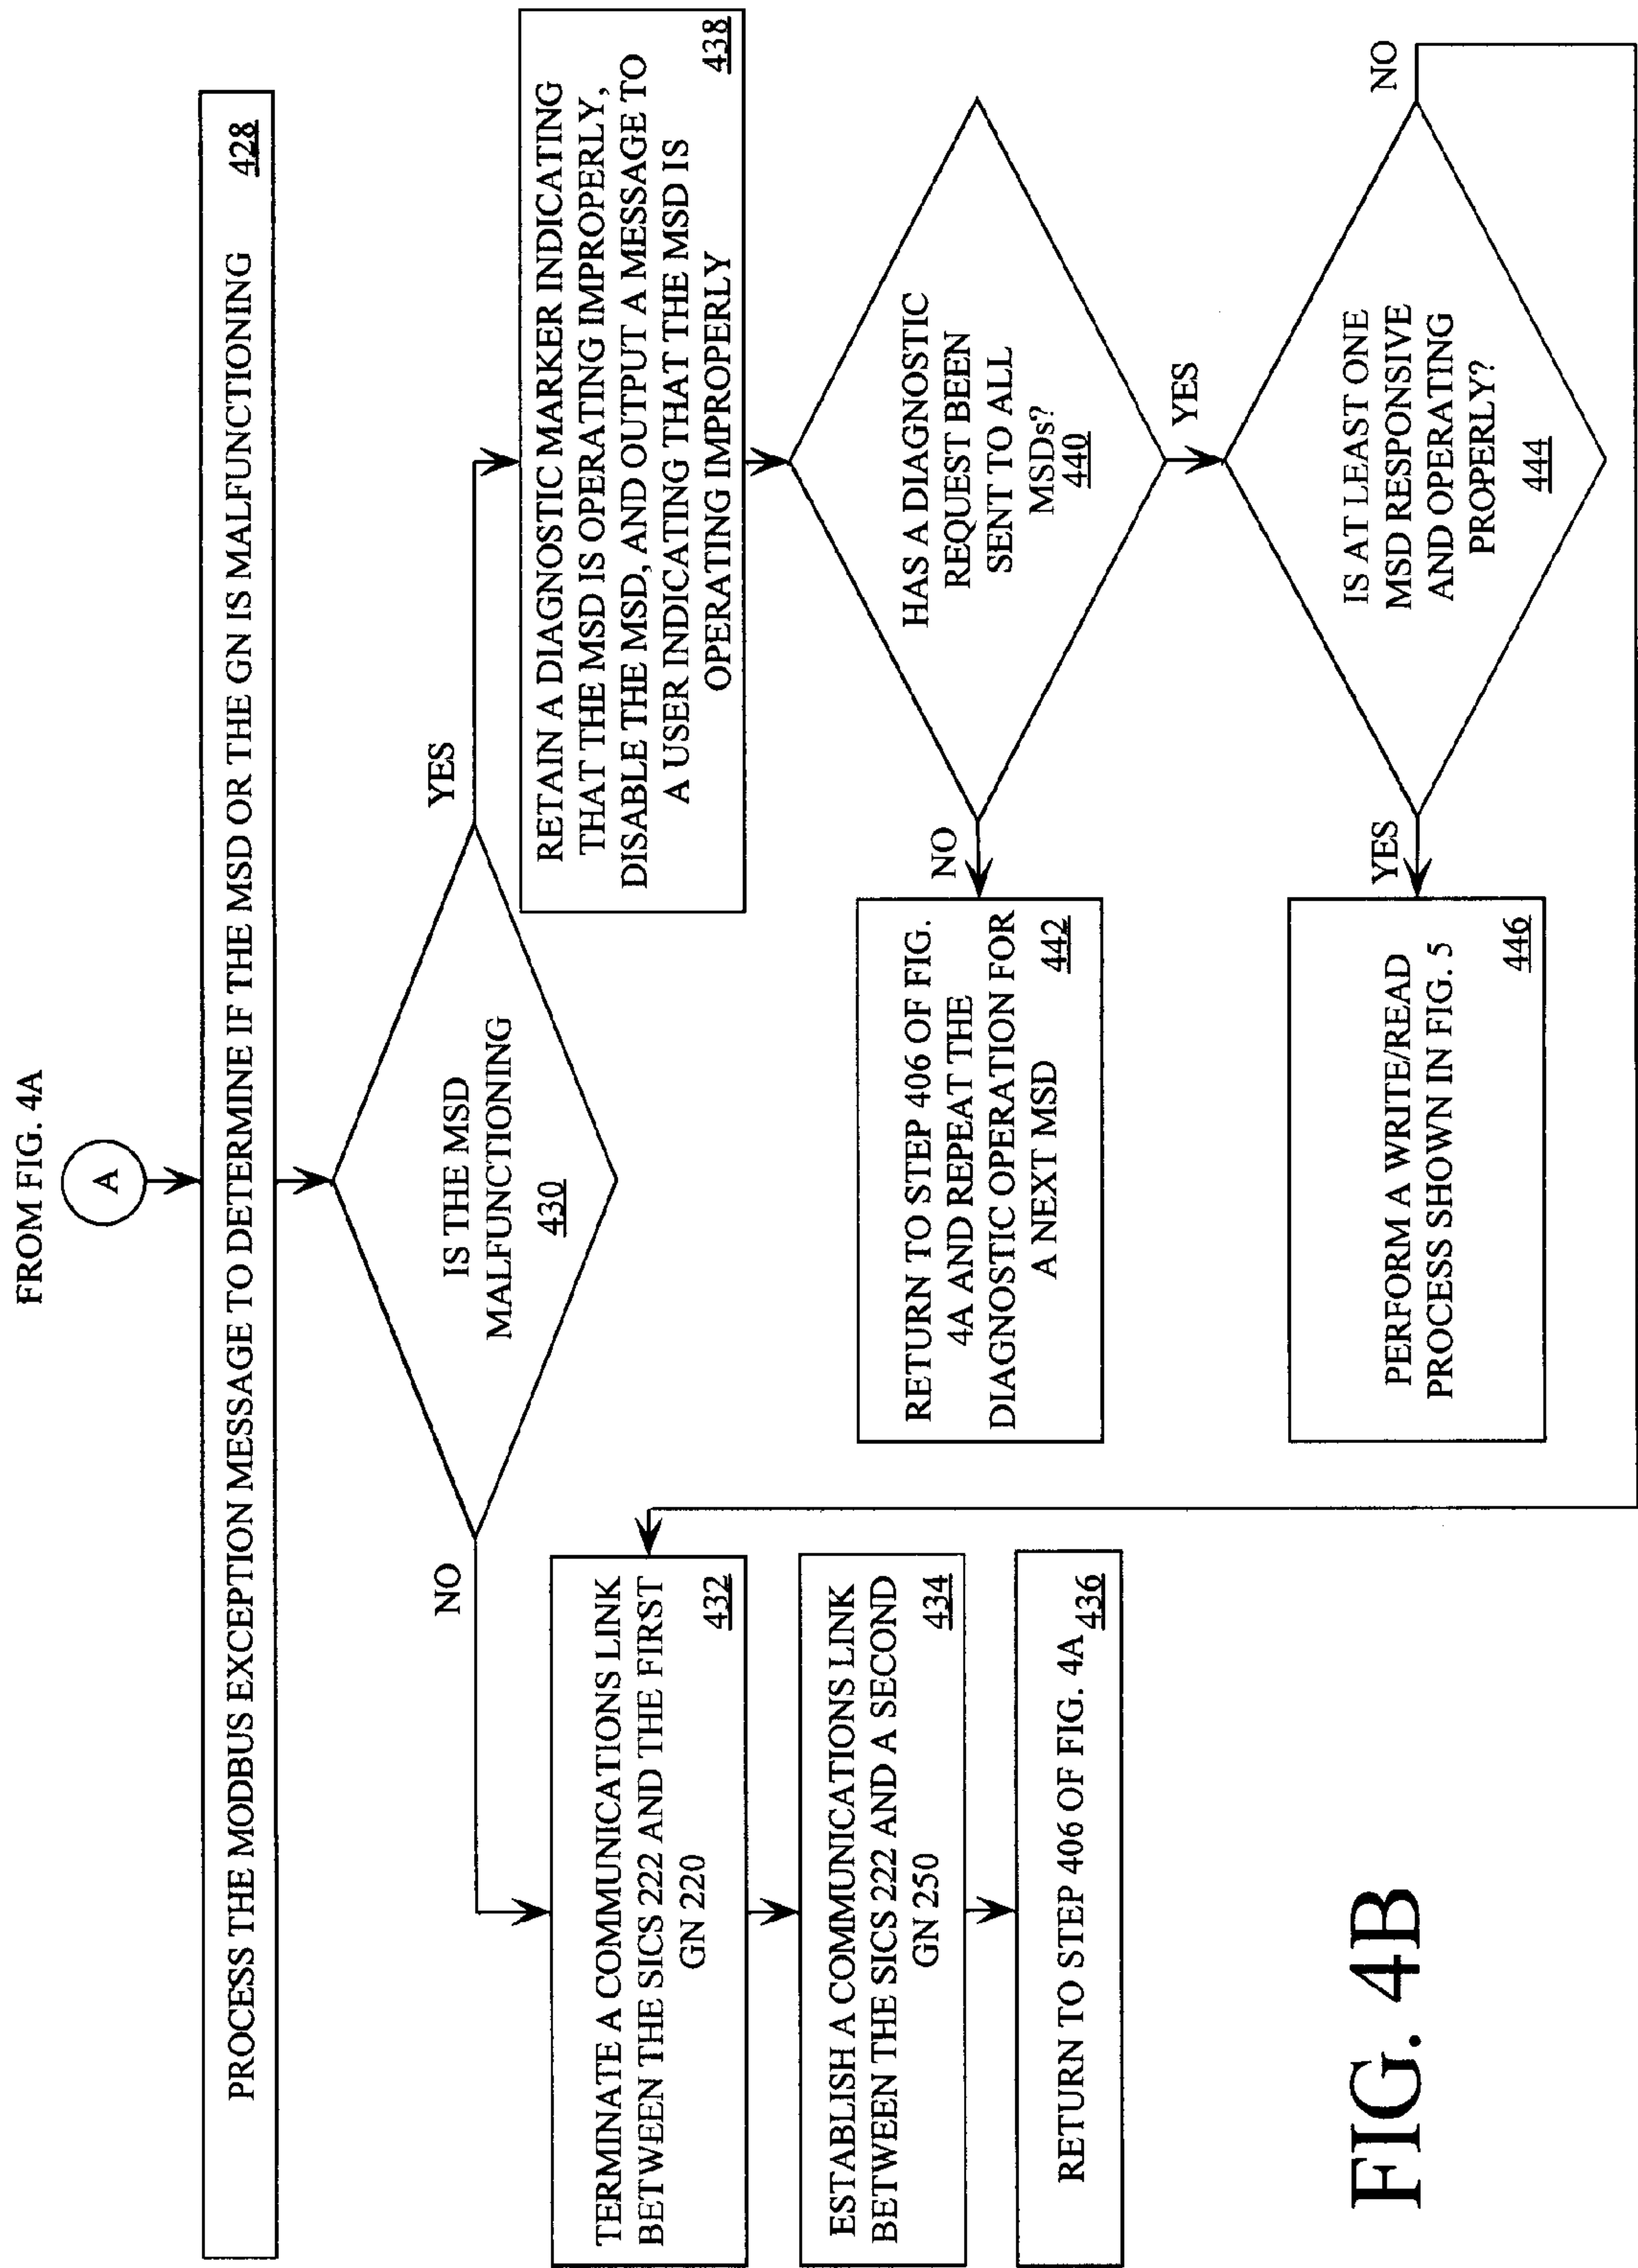 FROM FIG. 4A
A
PROCESS THE MODBUS EXCEPTION MESSAGE TO DETERMINE IF THE MSD OR THE GN IS MALFUNCTIONING 428
IS THE MSD
MALFUNCTIONING
430
NO
YES
TERMINATE A COMMUNICATIONS LINK
BETWEEN THE SICS 222 AND THE FIRST
GN 220
432
ESTABLISH A COMMUNICATIONS LINK
BETWEEN THE SICS 222 AND A SECOND
GN 250
434
RETURN TO STEP 406 OF FIG. 4A
436
RETAIN A DIAGNOSTIC MARKER INDICATING
THAT THE MSD IS OPERATING IMPROPERLY,
DISABLE THE MSD, AND OUTPUT A MESSAGE TO
A USER INDICATING THAT THE MSD IS
OPERATING IMPROPERLY
438
HAS A DIAGNOSTIC
REQUEST BEEN
SENT TO ALL
MSDs?
440
NO
YES
RETURN TO STEP 406 OF FIG.
4A AND REPEAT THE
DIAGNOSTIC OPERATION FOR
A NEXT MSD
442
IS AT LEAST ONE
MSD RESPONSIVE
AND OPERATING
PROPERLY?
444
YES
NO
PERFORM A WRITE/READ
PROCESS SHOWN IN FIG. 5
446
FIG. 4B